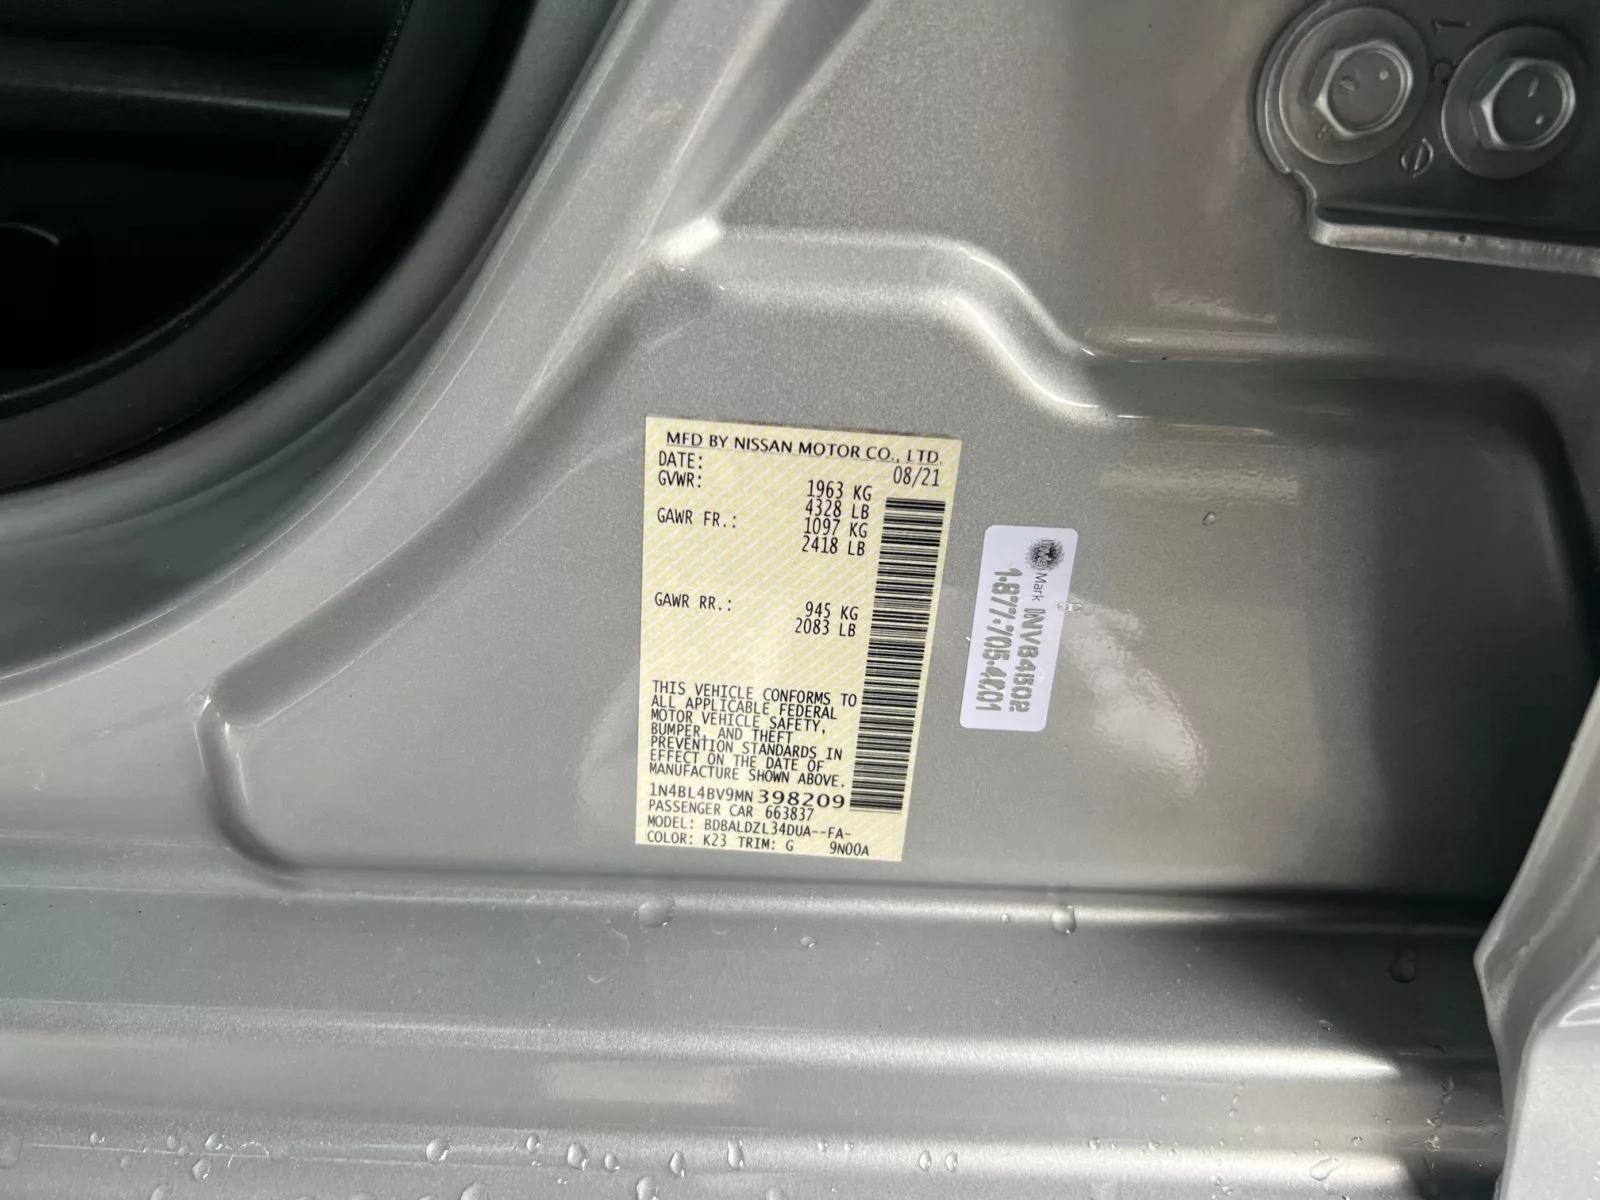 MFD BY NISSAN MOTOR CO., LTD.
DATE: 08/21
GVWR: 1963 KG
4328 LB
GAWR FR.: 1097 KG
2418 LB
GAWR RR.: 945 KG
2083 LB
THIS VEHICLE CONFORMS TO
ALL APPLICABLE FEDERAL
MOTOR VEHICLE SAFETY,
BUMPER, AND THEFT
PREVENTION STANDARDS IN
EFFECT ON THE DATE OF
MANUFACTURE SHOWN ABOVE.
1N4BL4BV9MN398209
PASSENGER CAR 663837
MODEL: BDBALDZL34DUA--FA-
COLOR: K23 TRIM: G 9N00A
Mark INV84502
1-877-705-4001